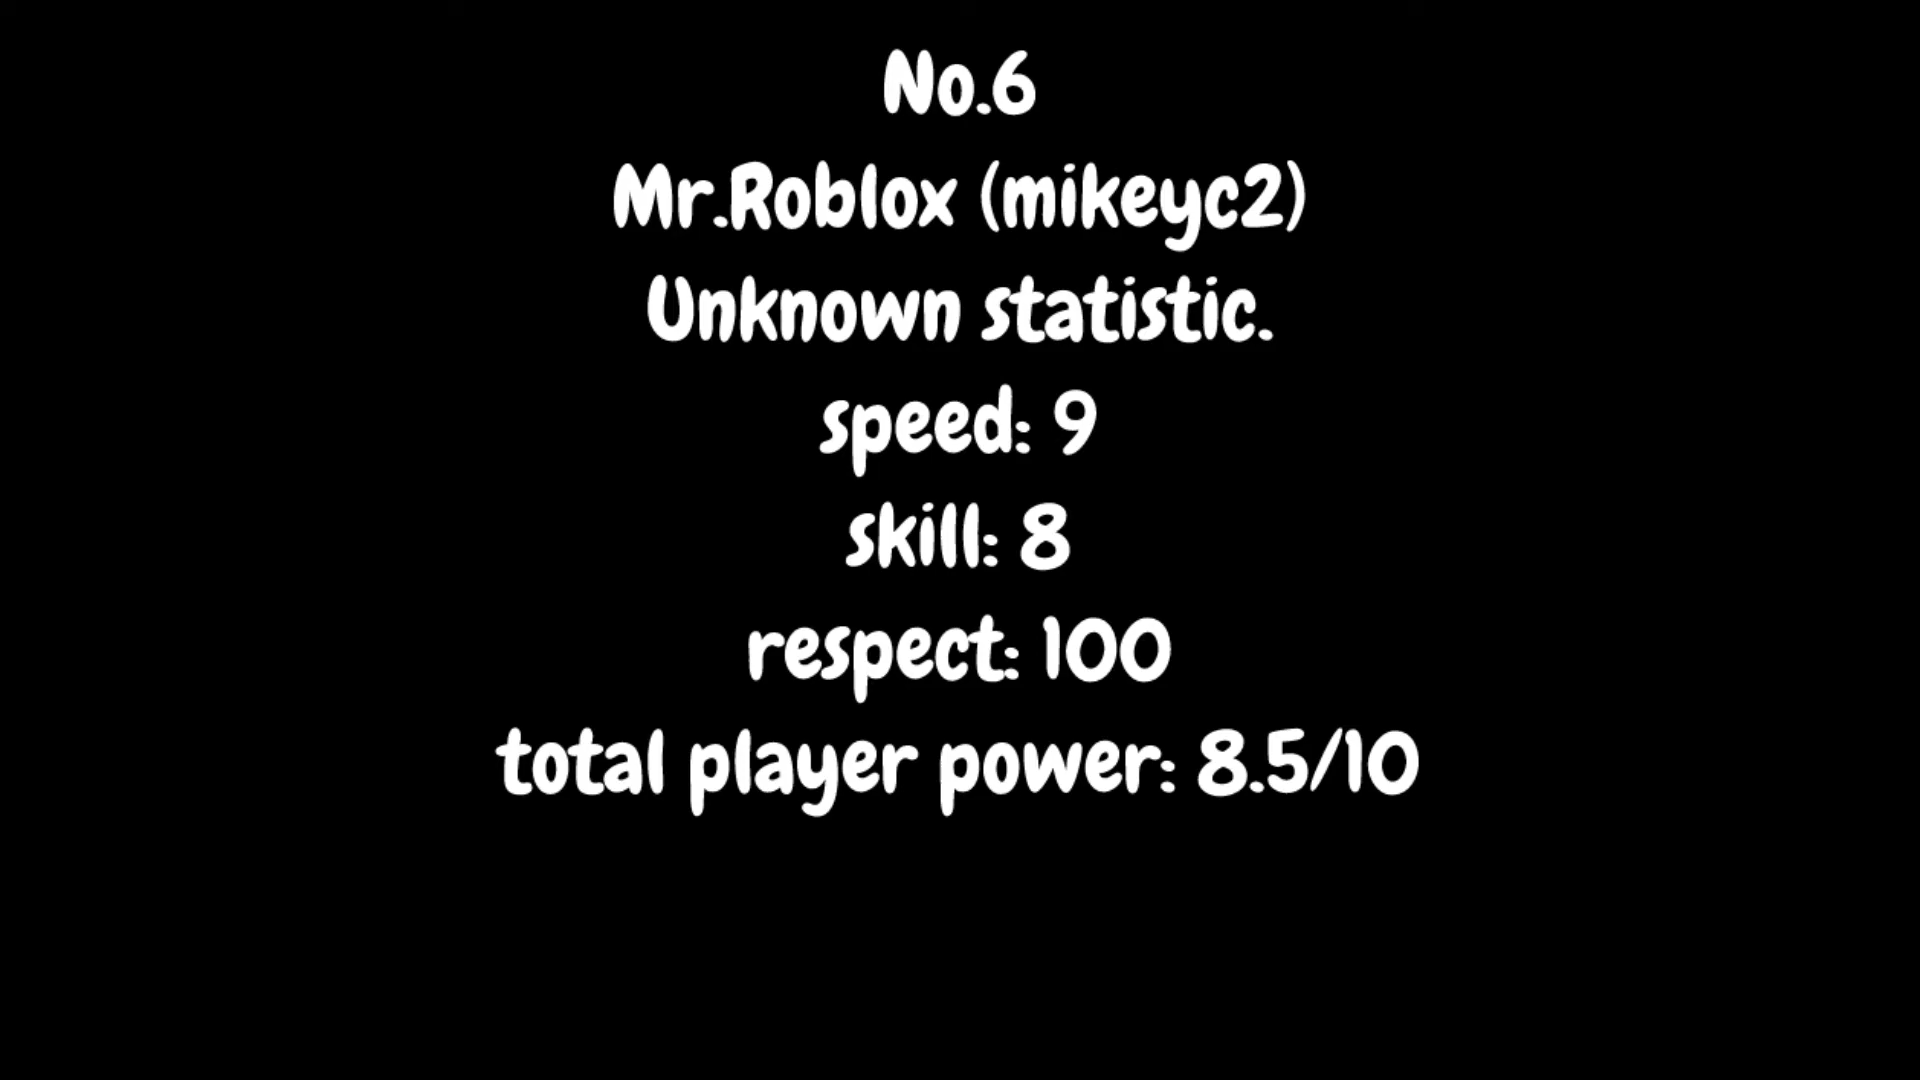 No.6
Mr.Roblox (mikeyc2)
Unknown statistic.
speed: 9
skill: 8
respect: 100
total player power: 8.5/10